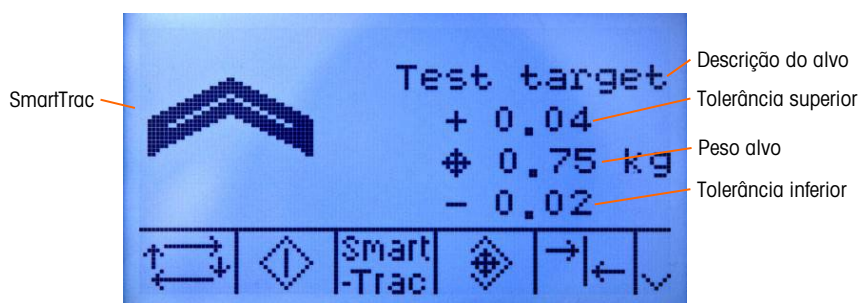 SmartTrac
Test target
+ 0.04
0.75 kg
- 0.02
Smart
-Trac
Descrição do alvo
Tolerância superior
Peso alvo
Tolerância inferior